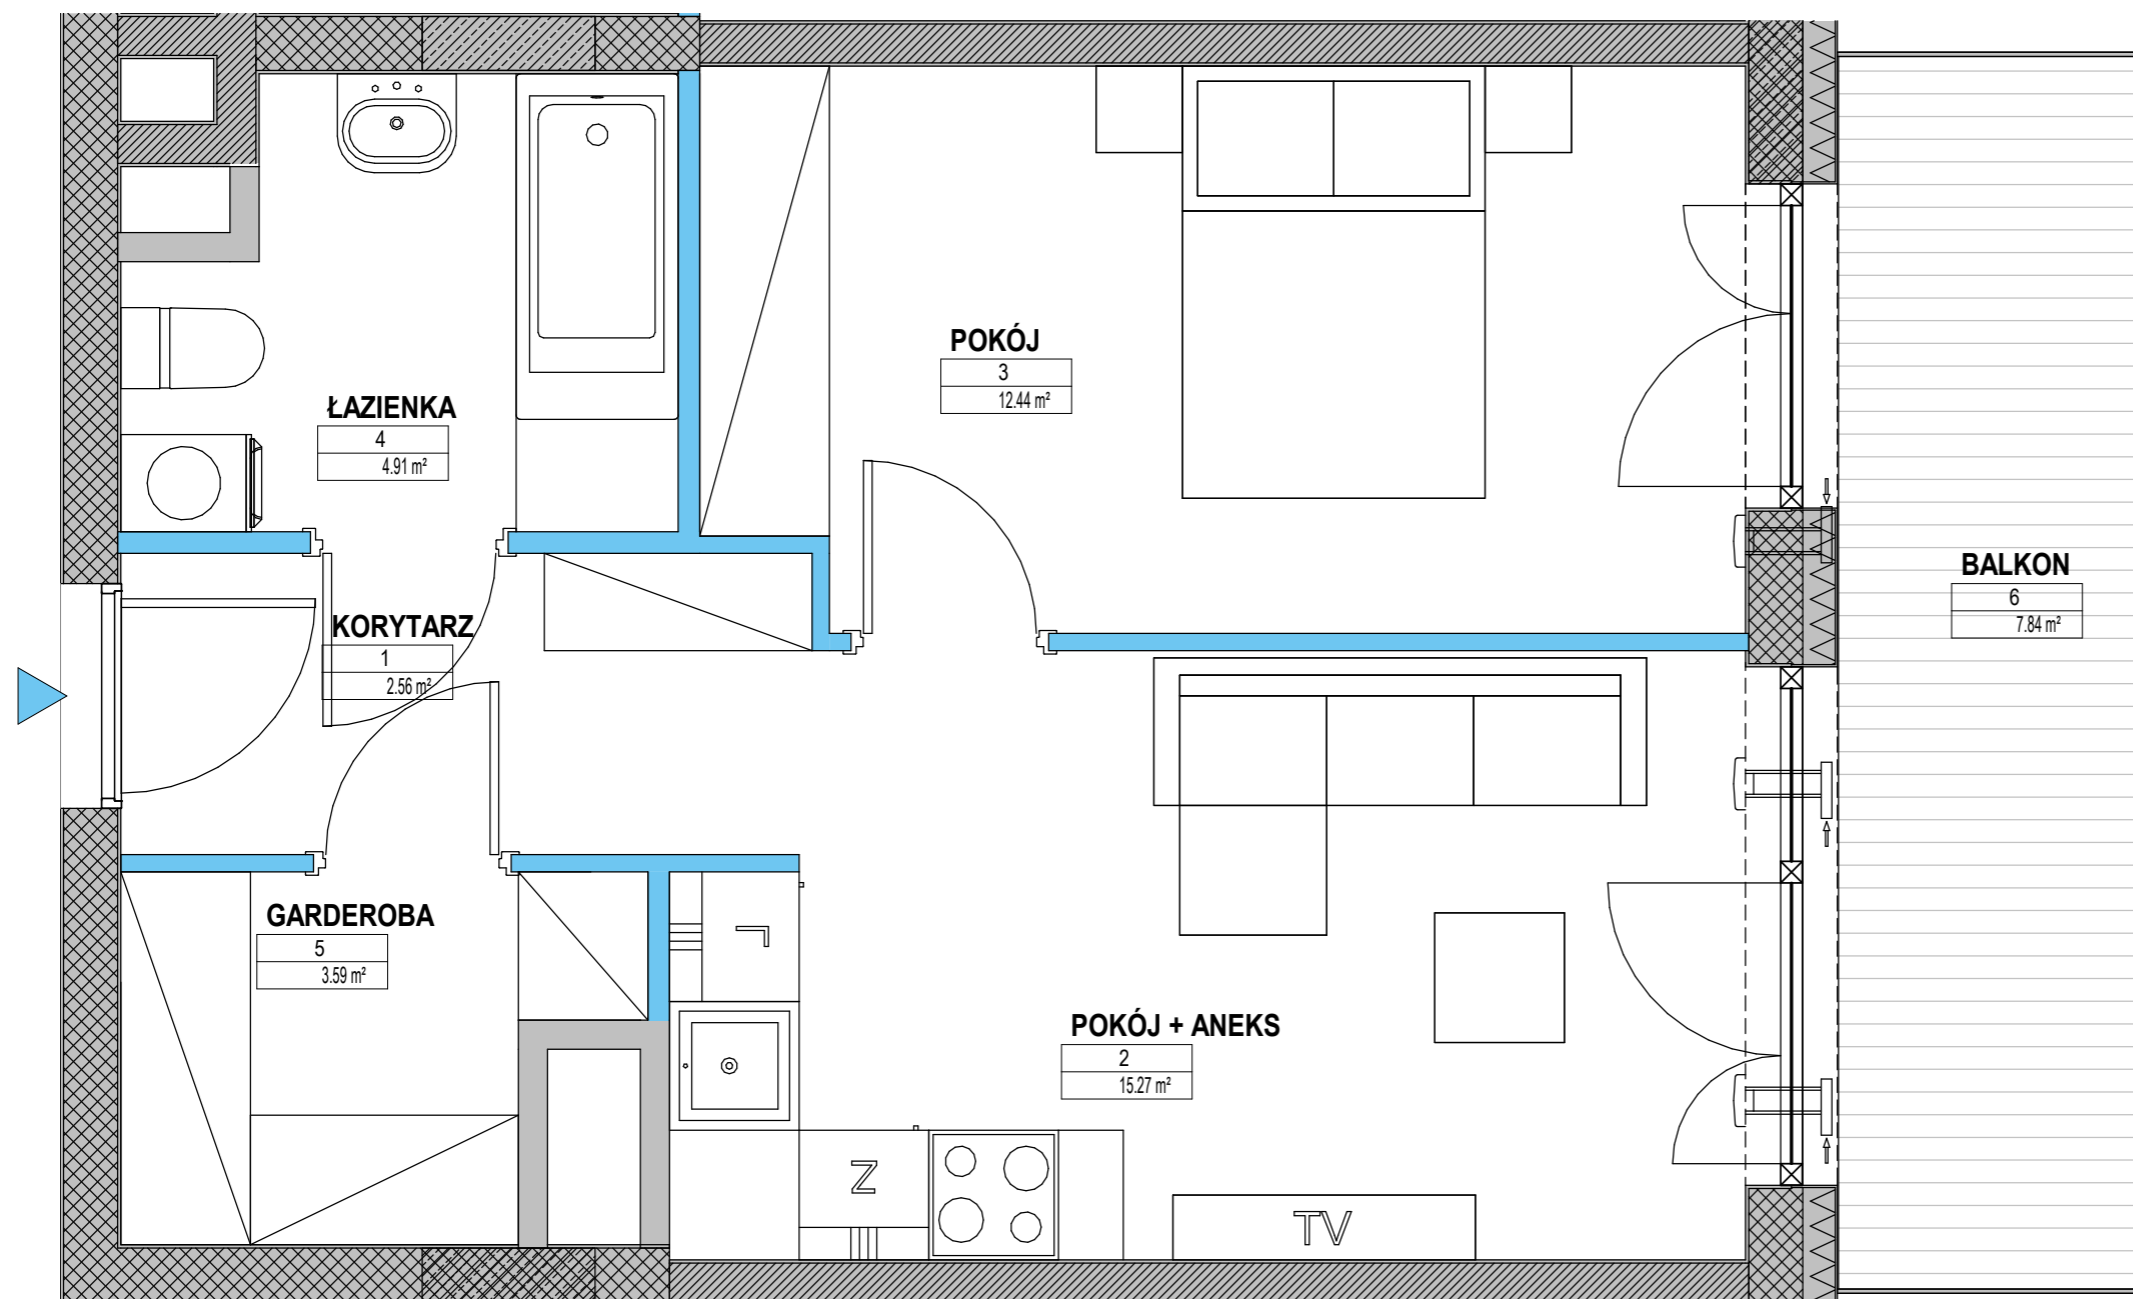 POKÓJ
3
12.44 m²
ŁAZIENKA
4
4.91 m²
KORYTARZ
1
2.56 m²
BALKON
6
7.84 m²
GARDEROBA
5
3.59 m²
L
POKÓJ + ANEKS
2
15.27 m²
Z
TV